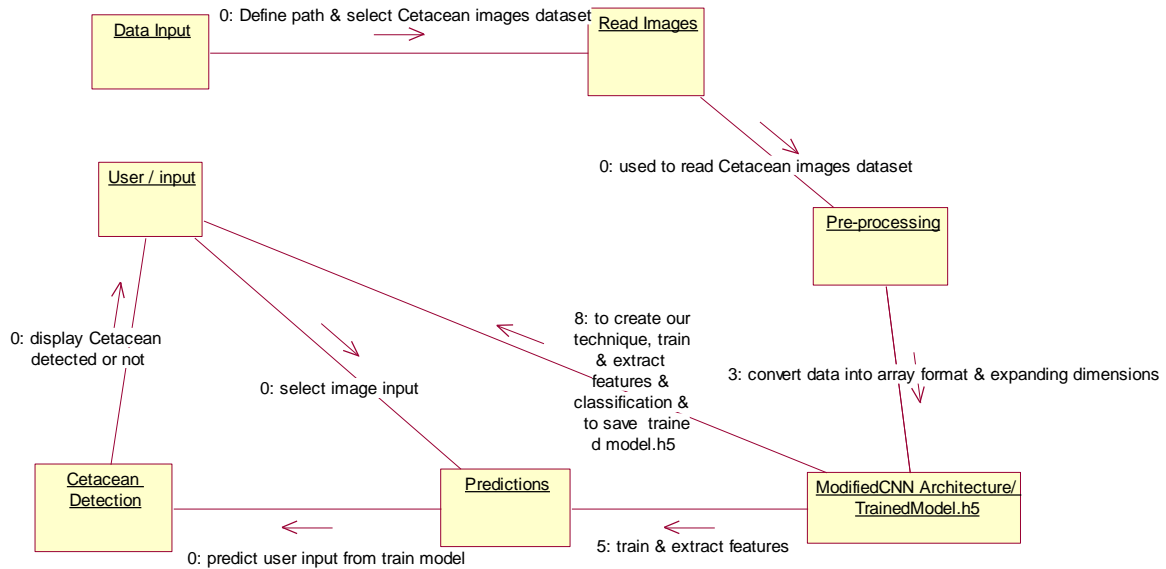 0: Define path & select Cetacean images dataset
Data Input
Read Images
0: used to read Cetacean images dataset
User / input
Pre-processing
0: display Cetacean
detected or not
0: select image input
8: to create our
technique, train
& extract
features &
classification &
to save traine
d model.h5
3: convert data into array format & expanding dimensions
Cetacean
Detection
Predictions
ModifiedCNN Architecture/
TrainedModel.h5
0: predict user input from train model
5: train & extract features